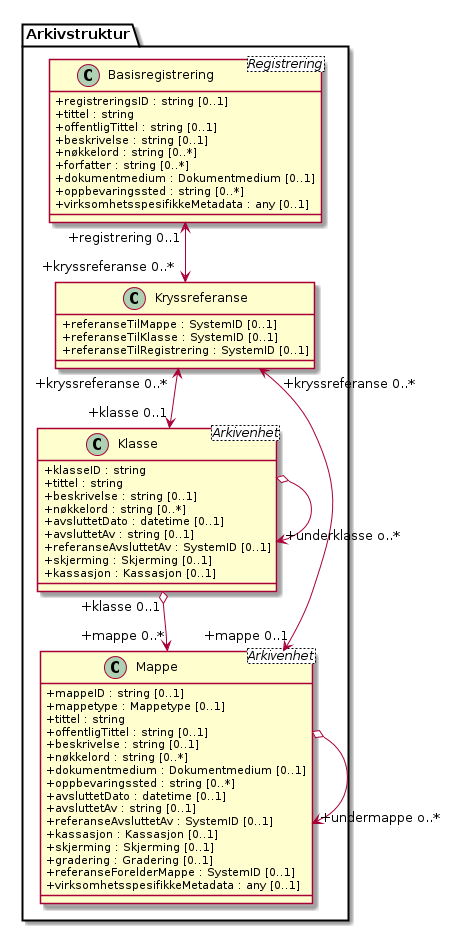 Arkivstruktur
Registrering
C Basisregistrering
+registreringsID : string [0..1]
+tittel : string
+offentligTittel : string [0..1]
+beskrivelse : string [0..1]
+nøkkelord : string [0..*]
+forfatter : string [0..*]
+dokumentmedium : Dokumentmedium [0..1]
+oppbevaringssted : string [0..*]
+virksomhetsspesifikkeMetadata : any [0..1]
+registrering 0..1
+kryssreferanse 0..*
C Kryssreferanse
+referanseTilMappe : SystemID [0..1]
+referanseTilKlasse : SystemID [0..1]
+referanseTilRegistrering : SystemID [0..1]
+kryssreferanse 0..* +kryssreferanse 0..*
+klasse 0..1
Arkivenhet
C Klasse
+klasseID : string
+tittel : string
+beskrivelse : string [0..1]
+nøkkelord : string [0..*]
+avsluttetDato : datetime [0..1]
+avsluttetAv : string [0..1]
+referanseAvsluttetAv : SystemID [0..1]
+skjerming : Skjerming [0..1]
+kassasjon : Kassasjon [0..1]
+underklasse o..*
+klasse 0..1
+mappe 0..* +mappe 0..1
Arkivenhet
C Mappe
+mappeID : string [0..1]
+mappetype : Mappetype [0..1]
+tittel : string
+offentligTittel : string [0..1]
+beskrivelse : string [0..1]
+nøkkelord : string [0..*]
+dokumentmedium : Dokumentmedium [0..1]
+oppbevaringssted : string [0..*]
+avsluttetDato : datetime [0..1]
+avsluttetAv : string [0..1]
+referanseAvsluttetAv : SystemID [0..1]
+kassasjon : Kassasjon [0..1]
+skjerming : Skjerming [0..1]
+gradering : Gradering [0..1]
+referanseForelderMappe : SystemID [0..1]
+virksomhetsspesifikkeMetadata : any [0..1]
+undermappe o..*